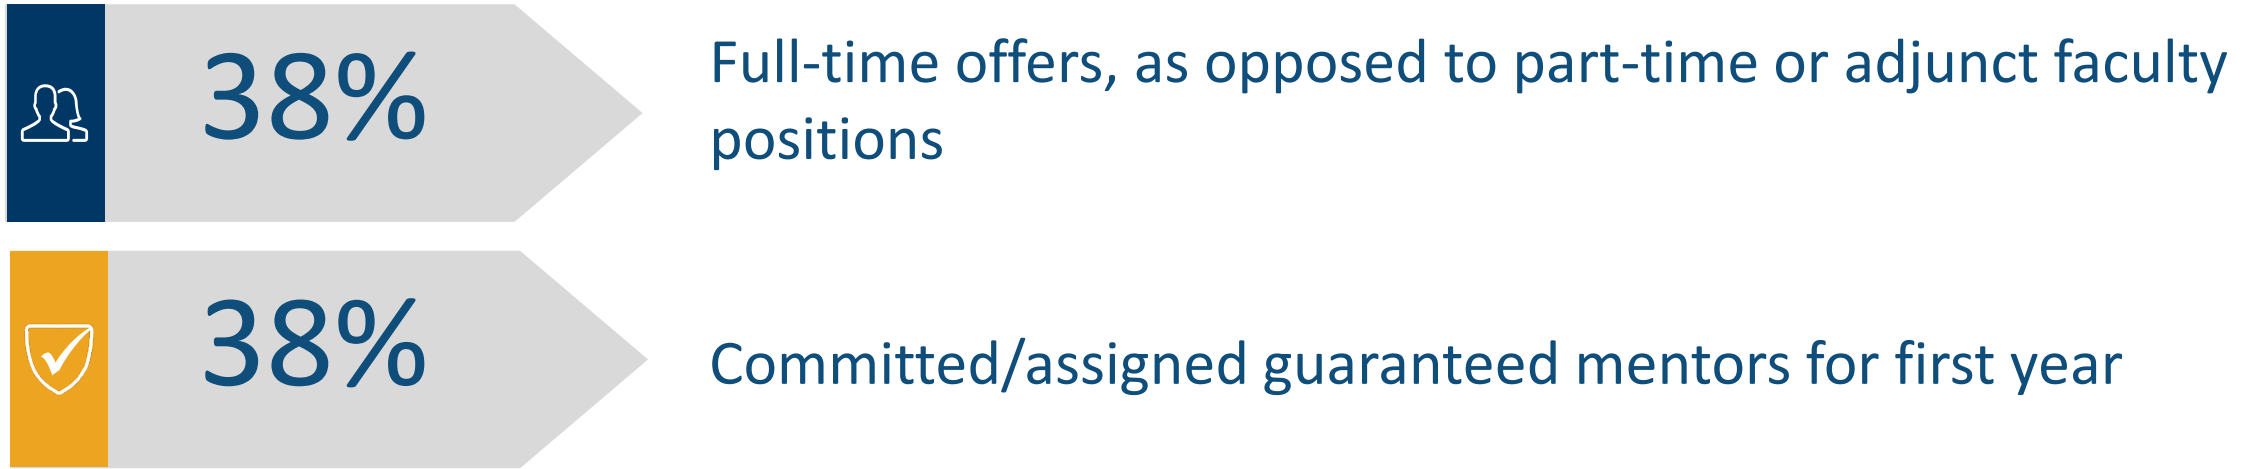 38%
Full-time offers, as opposed to part-time or adjunct faculty
positions
38%
Committed/assigned guaranteed mentors for first year